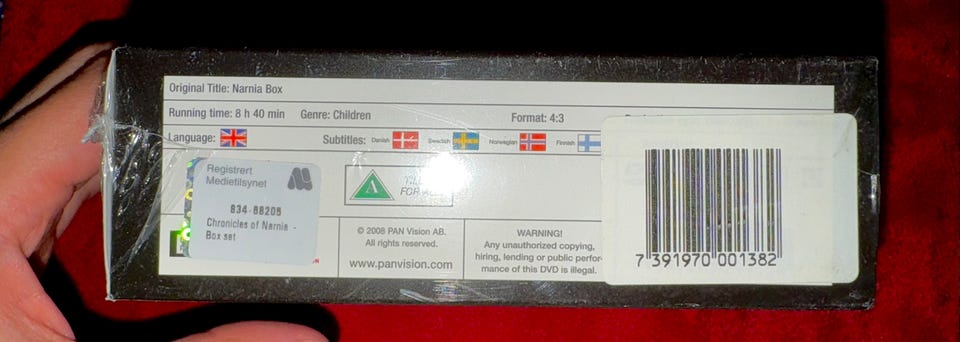 Original Title: Narnia Box
Running time: 8 h 40 min Genre: Children Format: 4:3
Language: Subtitles: Danish Swedish Norwegian Finnish
Registrert
Medietilsynet
834-68205
Chronicles of Narnia -
Box set
A
FOR
© 2008 PAN Vision AB.
All rights reserved.
www.panvision.com
WARNING!
Any unauthorized copying,
hiring, lending or public perfor-
mance of this DVD is illegal.
7 391970 001382